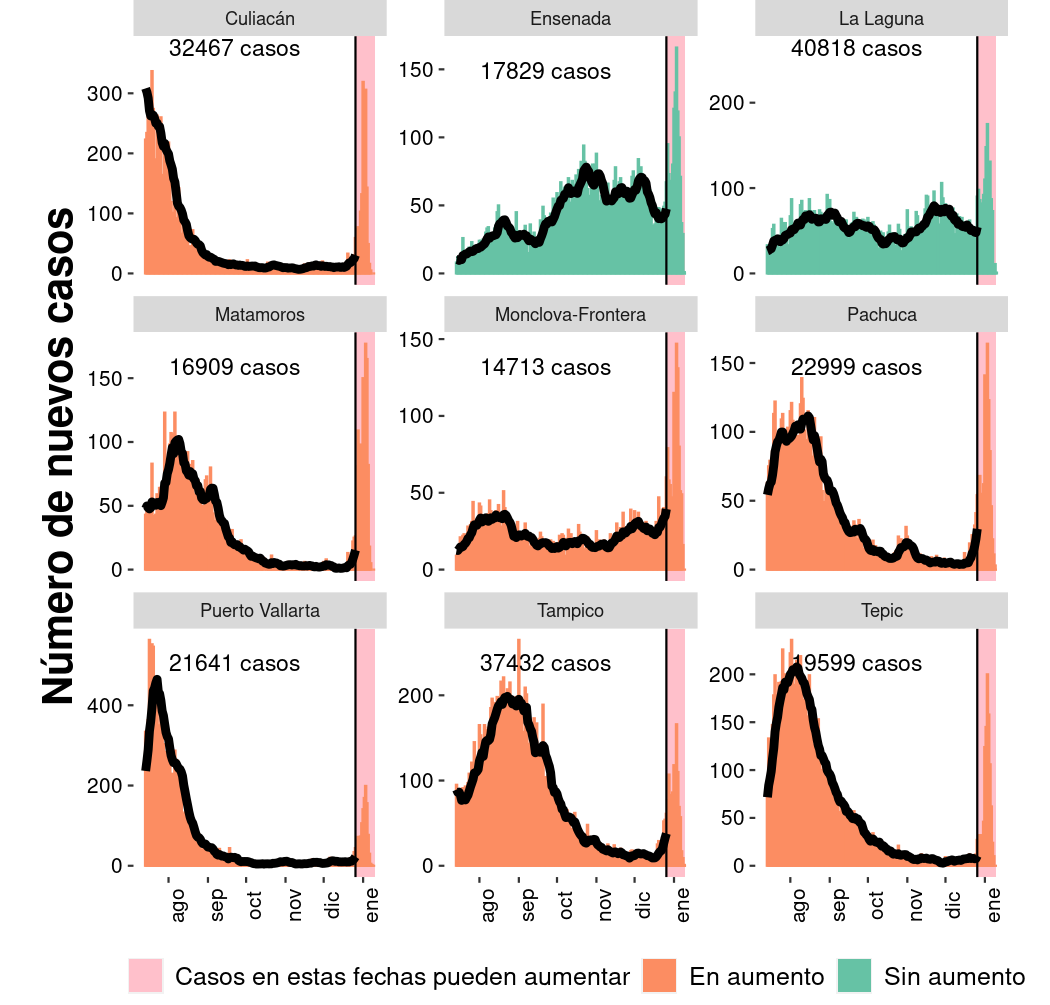 Número de nuevos casos
Culiacán
32467 casos
300
200
100
0
Ensenada
17829 casos
150
100
50
0
La Laguna
40818 casos
200
100
0
Matamoros
16909 casos
150
100
50
0
Monclova-Frontera
14713 casos
150
100
50
0
Pachuca
22999 casos
150
100
50
0
Puerto Vallarta
21641 casos
400
200
0
ago sep oct nov dic ene
Tampico
37432 casos
200
100
0
ago sep oct nov dic ene
Tepic
19599 casos
200
150
100
50
0
ago sep oct nov dic ene
Casos en estas fechas pueden aumentar En aumento Sin aumento